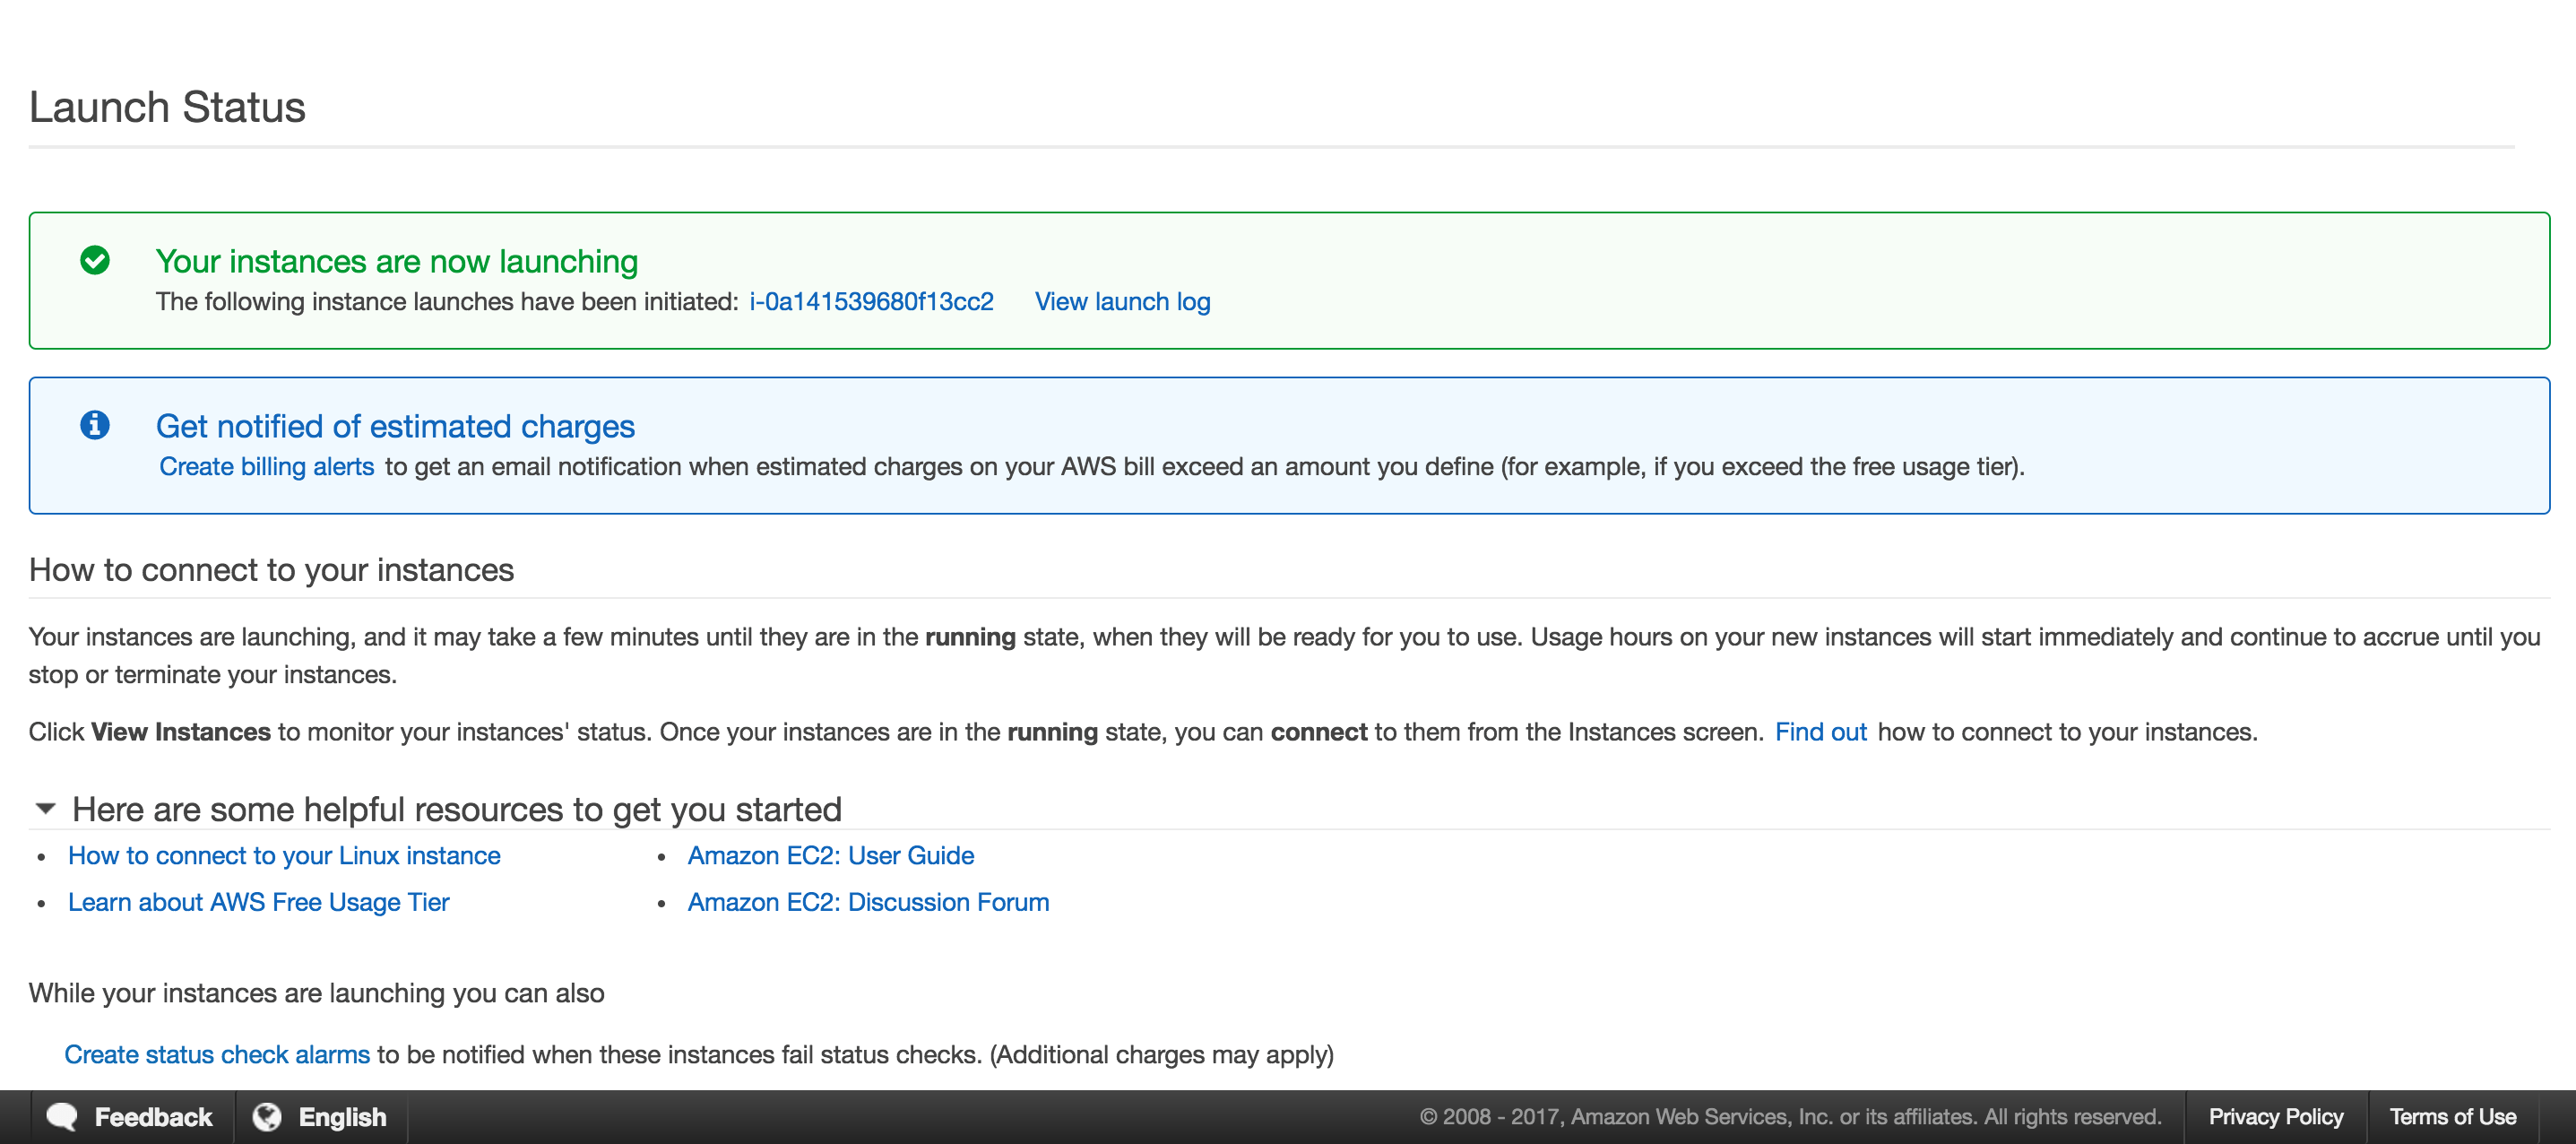 Launch Status
Your instances are now launching
The following instance launches have been initiated: i-0a141539680f13cc2 View launch log
Get notified of estimated charges
Create billing alerts to get an email notification when estimated charges on your AWS bill exceed an amount you define (for example, if you exceed the free usage tier).
How to connect to your instances
Your instances are launching, and it may take a few minutes until they are in the running state, when they will be ready for you to use. Usage hours on your new instances will start immediately and continue to accrue until you
stop or terminate your instances.
Click View Instances to monitor your instances' status. Once your instances are in the running state, you can connect to them from the Instances screen. Find out how to connect to your instances.
Here are some helpful resources to get you started
• How to connect to your Linux instance
• Amazon EC2: User Guide
• Learn about AWS Free Usage Tier
• Amazon EC2: Discussion Forum
While your instances are launching you can also
Create status check alarms to be notified when these instances fail status checks. (Additional charges may apply)
Feedback English © 2008 - 2017, Amazon Web Services, Inc. or its affiliates. All rights reserved. Privacy Policy Terms of Use